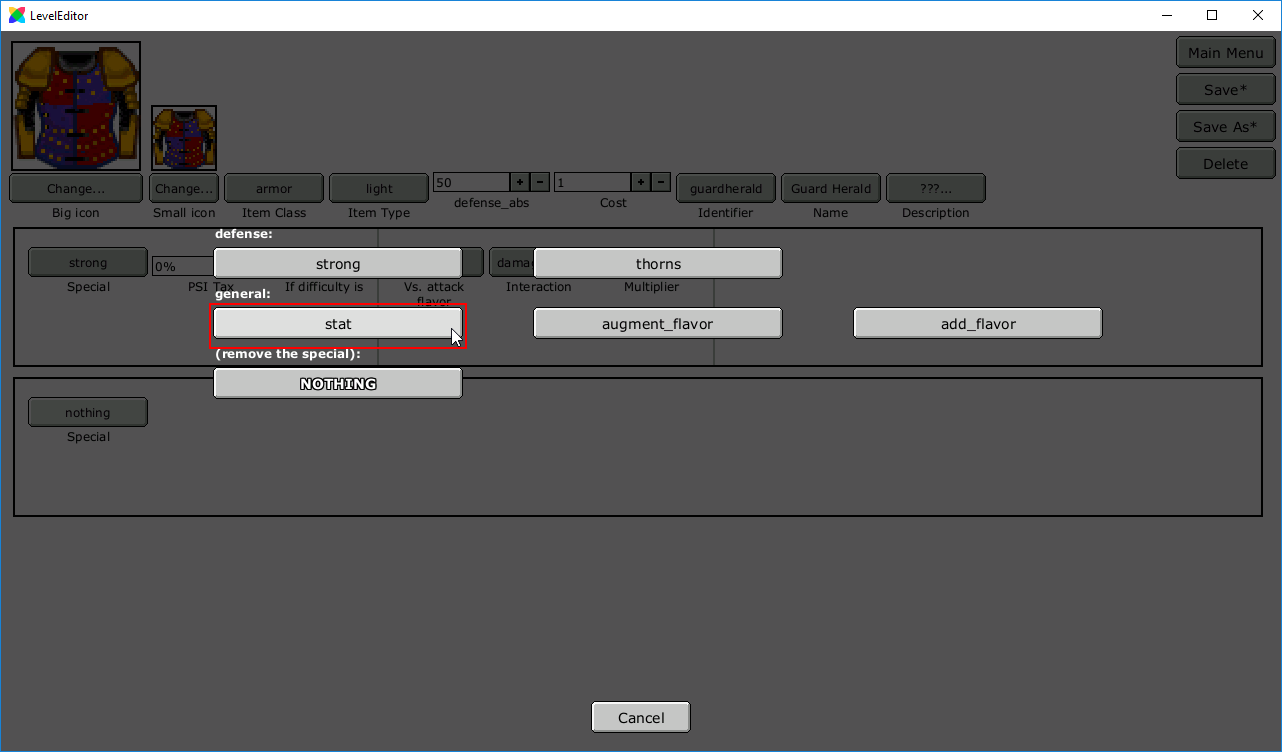 LevelEditor
Main Menu
Save*
Save As*
Delete
Change...
Change...
armor
light
50
+
-
1
+
-
guardherald
Guard Herald
???...
Big icon
Small icon
Item Class
Item Type
defense_abs
Cost
Identifier
Name
Description
defense:
strong
0%
strong
thorns
Special
PSI Tax
If difficulty is
Vs. attack
flavor
Interaction
Multiplier
general:
stat
augment_flavor
add_flavor
(remove the special):
NOTHING
nothing
Special
Cancel